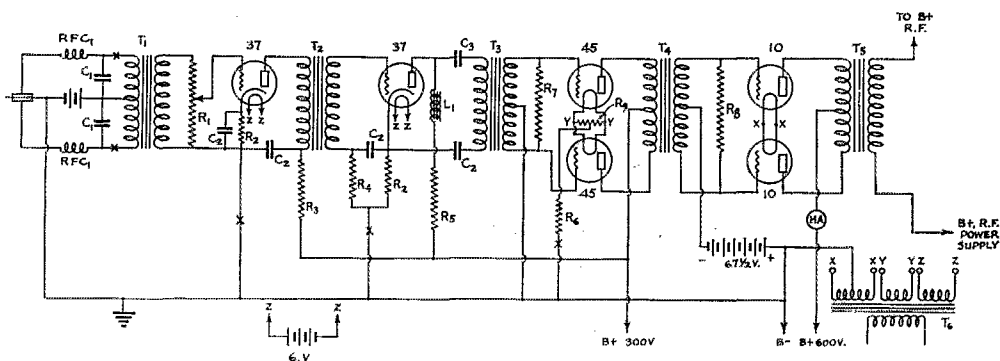 TO B+
R.F.
RFC1
T1
37
T2
37
C3
T3
45
T4
10
T5
C1
C1
R1
Z Z
C2
R2
C2
RFC1
L1
Z Z
C2
R4
R2
C2
R3
R5
R7
R9
Y Y
45
R6
R8
X X
10
MA
X
X
X
X
X
B+, R.F.
POWER
SUPPLY
- 67½V. +
X X Y Y Z Z
T6
Z Z
6.V
B+ 300V
B- B+600V.